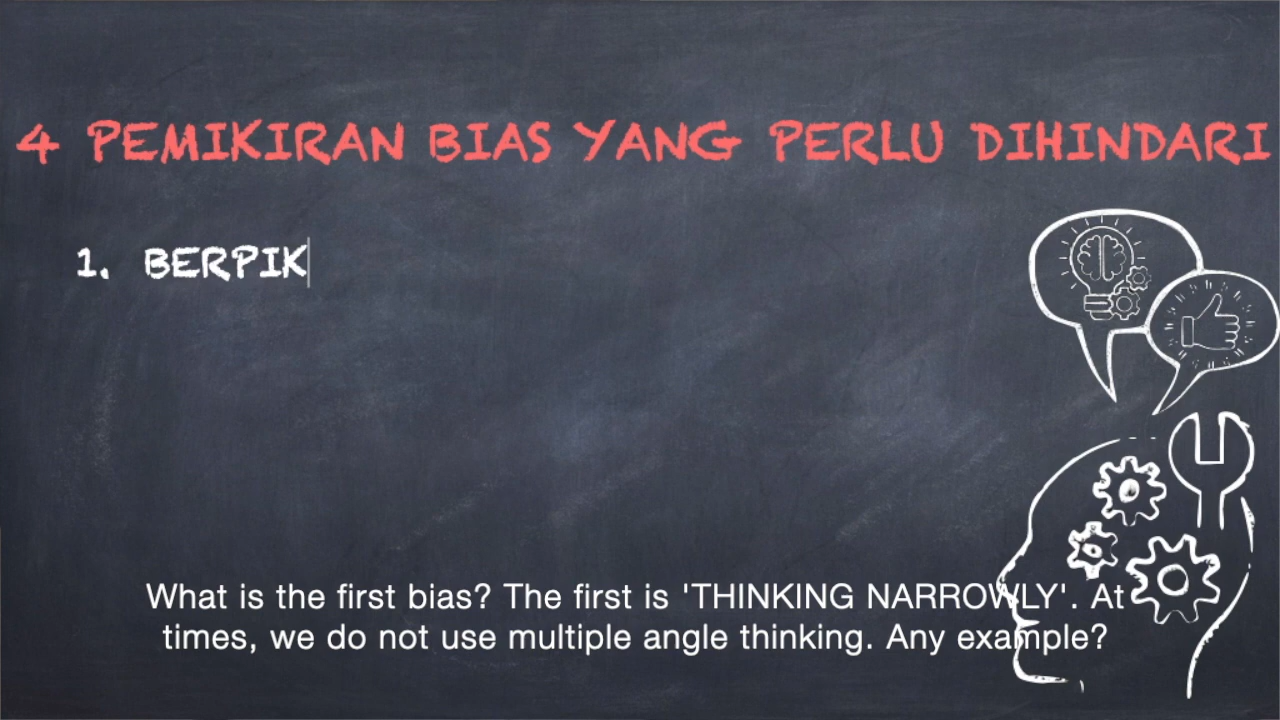 4 PEMIKIRAN BIAS YANG PERLU DIHINDARI
1. BERPIK
What is the first bias? The first is 'THINKING NARROWLY'. At
times, we do not use multiple angle thinking. Any example?